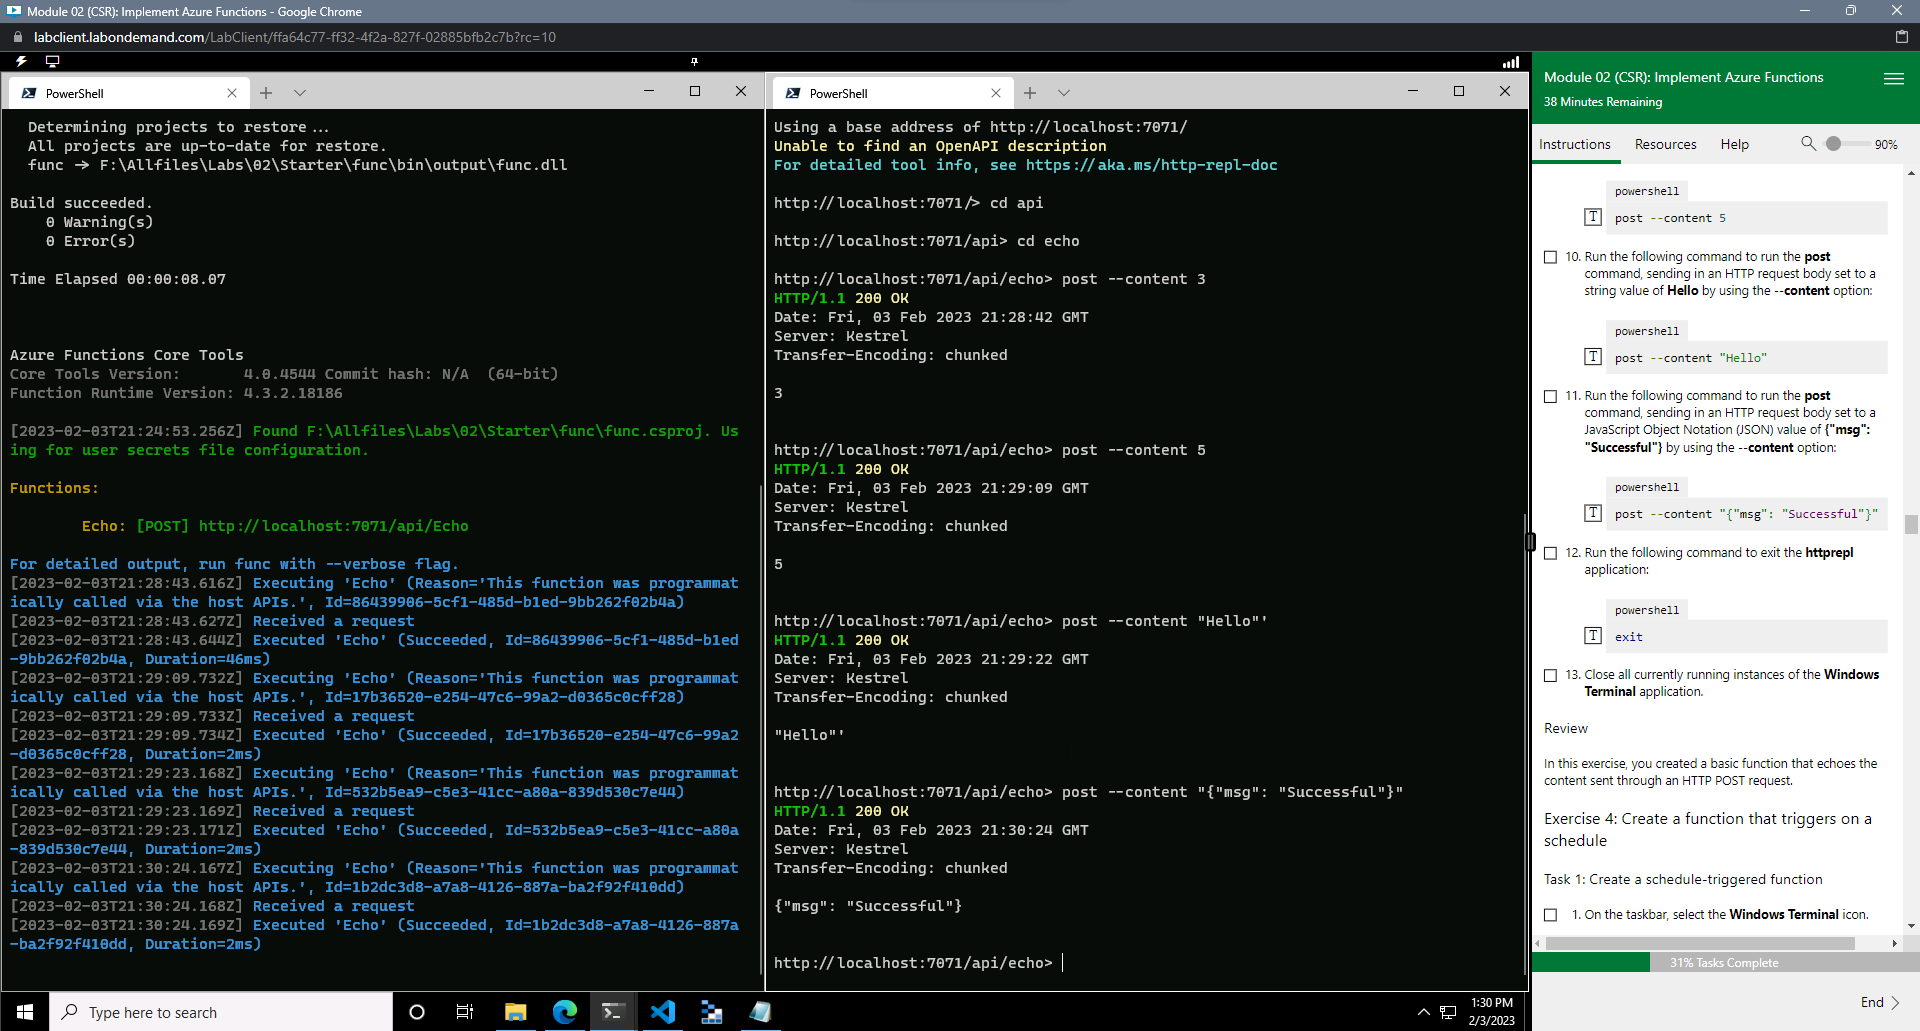 Module 02 (CSR): Implement Azure Functions - Google Chrome
labclient.labondemand.com/LabClient/ffa64c77-ff32-4f2a-827f-02885bfb2c7b?rc=10
PowerShell
Determining projects to restore...
All projects are up-to-date for restore.
func -> F:\Allfiles\Labs\02\Starter\func\bin\output\func.dll
Build succeeded.
0 Warning(s)
0 Error(s)
Time Elapsed 00:00:08.07
Azure Functions Core Tools
Core Tools Version:       4.0.4544 Commit hash: N/A  (64-bit)
Function Runtime Version: 4.3.2.18186
[2023-02-03T21:24:53.256Z] Found F:\Allfiles\Labs\02\Starter\func\func.csproj. Us
ing for user secrets file configuration.
Functions:
Echo: [POST] http://localhost:7071/api/Echo
For detailed output, run func with --verbose flag.
[2023-02-03T21:28:43.616Z] Executing 'Echo' (Reason='This function was programmat
ically called via the host APIs.', Id=86439906-5cf1-485d-b1ed-9bb262f02b4a)
[2023-02-03T21:28:43.627Z] Received a request
[2023-02-03T21:28:43.644Z] Executed 'Echo' (Succeeded, Id=86439906-5cf1-485d-b1ed
-9bb262f02b4a, Duration=46ms)
[2023-02-03T21:29:09.732Z] Executing 'Echo' (Reason='This function was programmat
ically called via the host APIs.', Id=17b36520-e254-47c6-99a2-d0365c0cff28)
[2023-02-03T21:29:09.733Z] Received a request
[2023-02-03T21:29:09.734Z] Executed 'Echo' (Succeeded, Id=17b36520-e254-47c6-99a2
-d0365c0cff28, Duration=2ms)
[2023-02-03T21:29:23.168Z] Executing 'Echo' (Reason='This function was programmat
ically called via the host APIs.', Id=532b5ea9-c5e3-41cc-a80a-839d530c7e44)
[2023-02-03T21:29:23.169Z] Received a request
[2023-02-03T21:29:23.171Z] Executed 'Echo' (Succeeded, Id=532b5ea9-c5e3-41cc-a80a
-839d530c7e44, Duration=2ms)
[2023-02-03T21:30:24.167Z] Executing 'Echo' (Reason='This function was programmat
ically called via the host APIs.', Id=1b2dc3d8-a7a8-4126-887a-ba2f92f410dd)
[2023-02-03T21:30:24.168Z] Received a request
[2023-02-03T21:30:24.169Z] Executed 'Echo' (Succeeded, Id=1b2dc3d8-a7a8-4126-887a
-ba2f92f410dd, Duration=2ms)
PowerShell
Using a base address of http://localhost:7071/
Unable to find an OpenAPI description
For detailed tool info, see https://aka.ms/http-repl-doc
http://localhost:7071/> cd api
http://localhost:7071/api> cd echo
http://localhost:7071/api/echo> post --content 3
HTTP/1.1 200 OK
Date: Fri, 03 Feb 2023 21:28:42 GMT
Server: Kestrel
Transfer-Encoding: chunked
3
http://localhost:7071/api/echo> post --content 5
HTTP/1.1 200 OK
Date: Fri, 03 Feb 2023 21:29:09 GMT
Server: Kestrel
Transfer-Encoding: chunked
5
http://localhost:7071/api/echo> post --content "Hello"'
HTTP/1.1 200 OK
Date: Fri, 03 Feb 2023 21:29:22 GMT
Server: Kestrel
Transfer-Encoding: chunked
"Hello"'
http://localhost:7071/api/echo> post --content "{"msg": "Successful"}"
HTTP/1.1 200 OK
Date: Fri, 03 Feb 2023 21:30:24 GMT
Server: Kestrel
Transfer-Encoding: chunked
{"msg": "Successful"}
http://localhost:7071/api/echo>
Module 02 (CSR): Implement Azure Functions
38 Minutes Remaining
Instructions Resources Help 90%
powershell
T post --content 5
10. Run the following command to run the post
command, sending in an HTTP request body set to a
string value of Hello by using the --content option:
powershell
T post --content "Hello"
11. Run the following command to run the post
command, sending in an HTTP request body set to a
JavaScript Object Notation (JSON) value of {"msg":
"Successful"} by using the --content option:
powershell
T post --content "{"msg": "Successful"}"
12. Run the following command to exit the httprepl
application:
powershell
T exit
13. Close all currently running instances of the Windows
Terminal application.
Review
In this exercise, you created a basic function that echoes the
content sent through an HTTP POST request.
Exercise 4: Create a function that triggers on a
schedule
Task 1: Create a schedule-triggered function
1. On the taskbar, select the Windows Terminal icon.
31% Tasks Complete
End
Type here to search
1:30 PM
2/3/2023